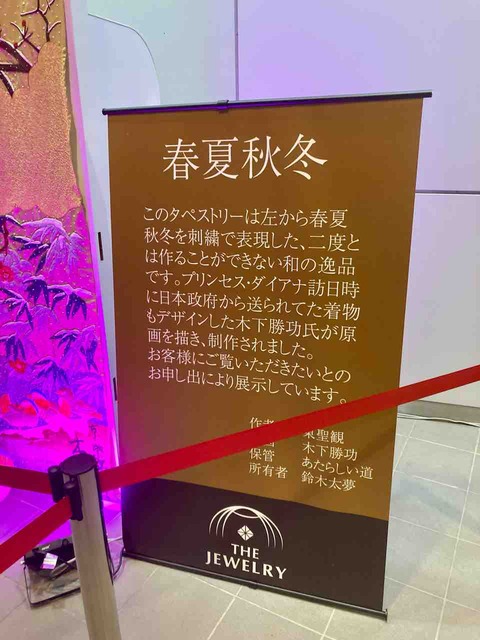 春夏秋冬
このタペストリーは左から春夏
秋冬を刺繍で表現した、二度と
は作ることができない和の逸品
です。プリンセス・ダイアナ訪日時
に日本政府から送られてた着物
もデザインした木下勝功氏が原
画を描き、制作されました。
お客様にご覧いただきたいとの
お申し出により展示しています。
聖観
木下勝功
保管 あたらしい道
所有者 鈴木太夢
THE
JEWELRY